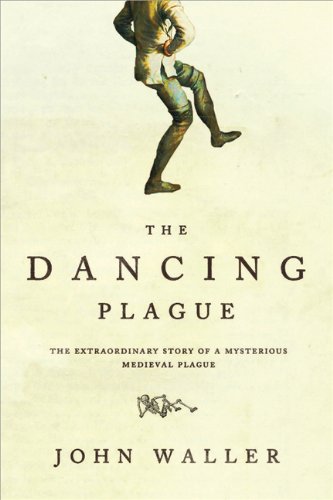 THE
DANCING
PLAGUE
THE EXTRAORDINARY STORY OF A MYSTERIOUS
MEDIEVAL PLAGUE
JOHN WALLER